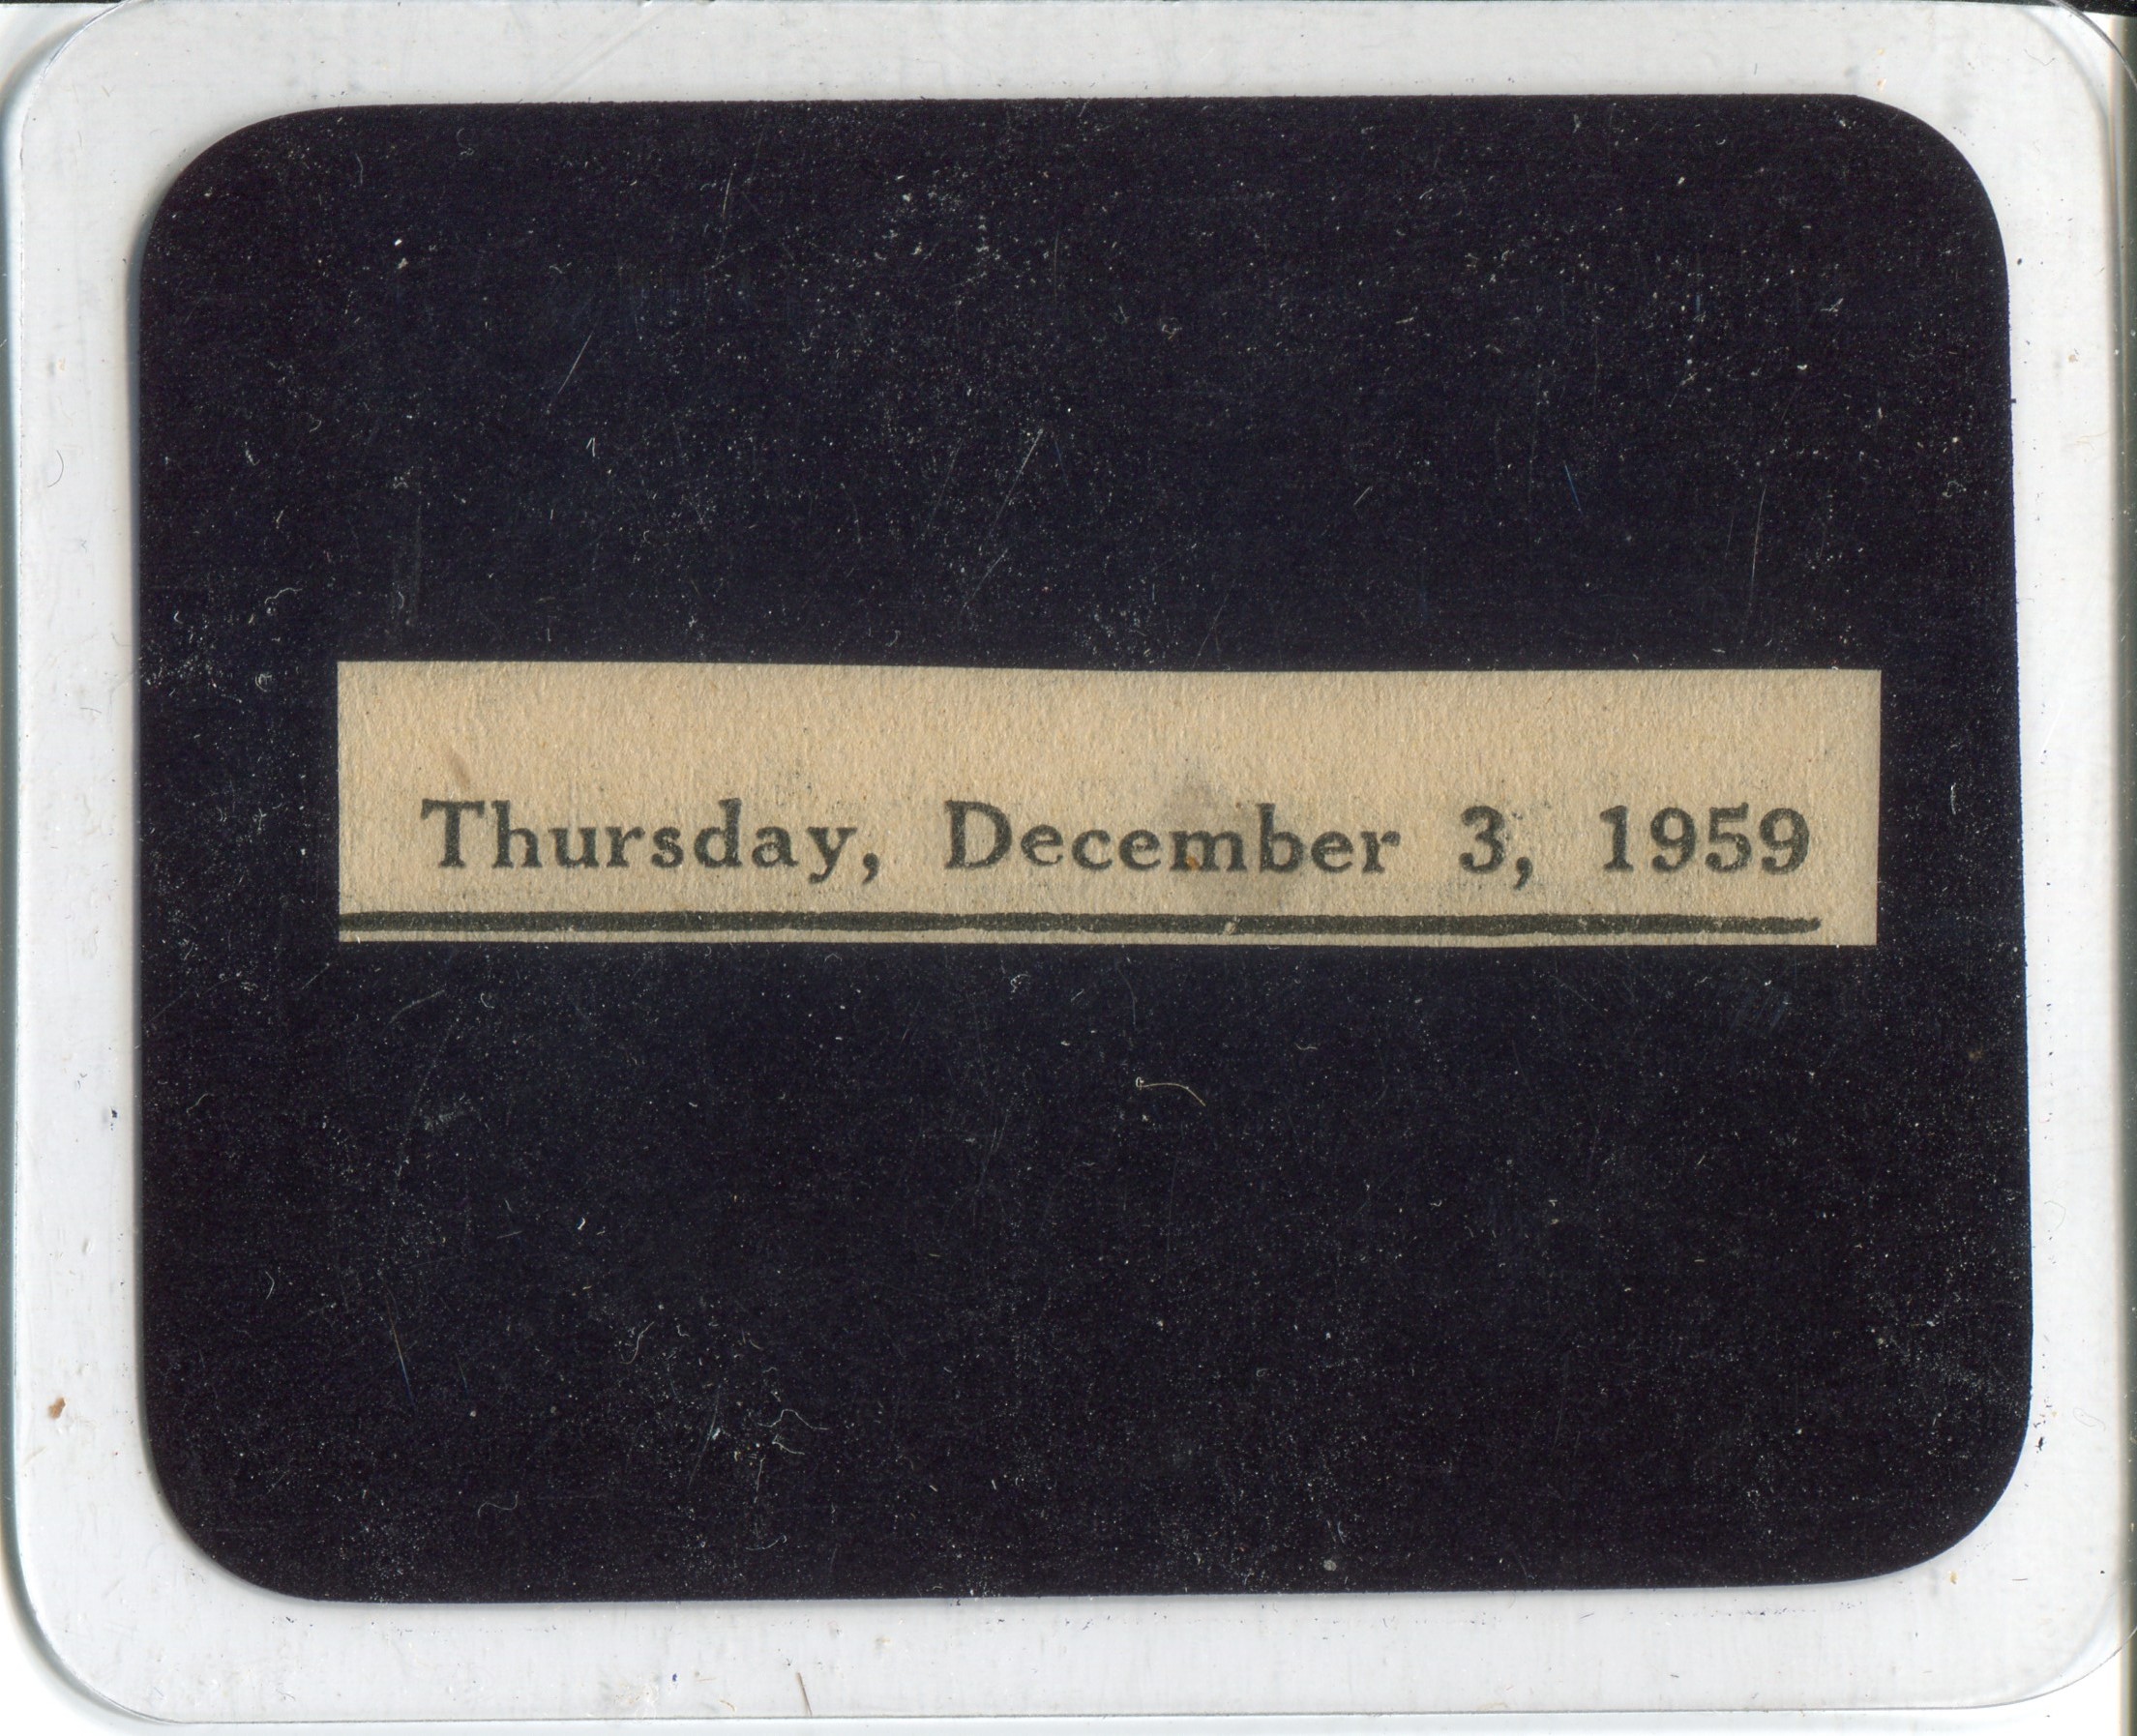 Thursday, December 3, 1959